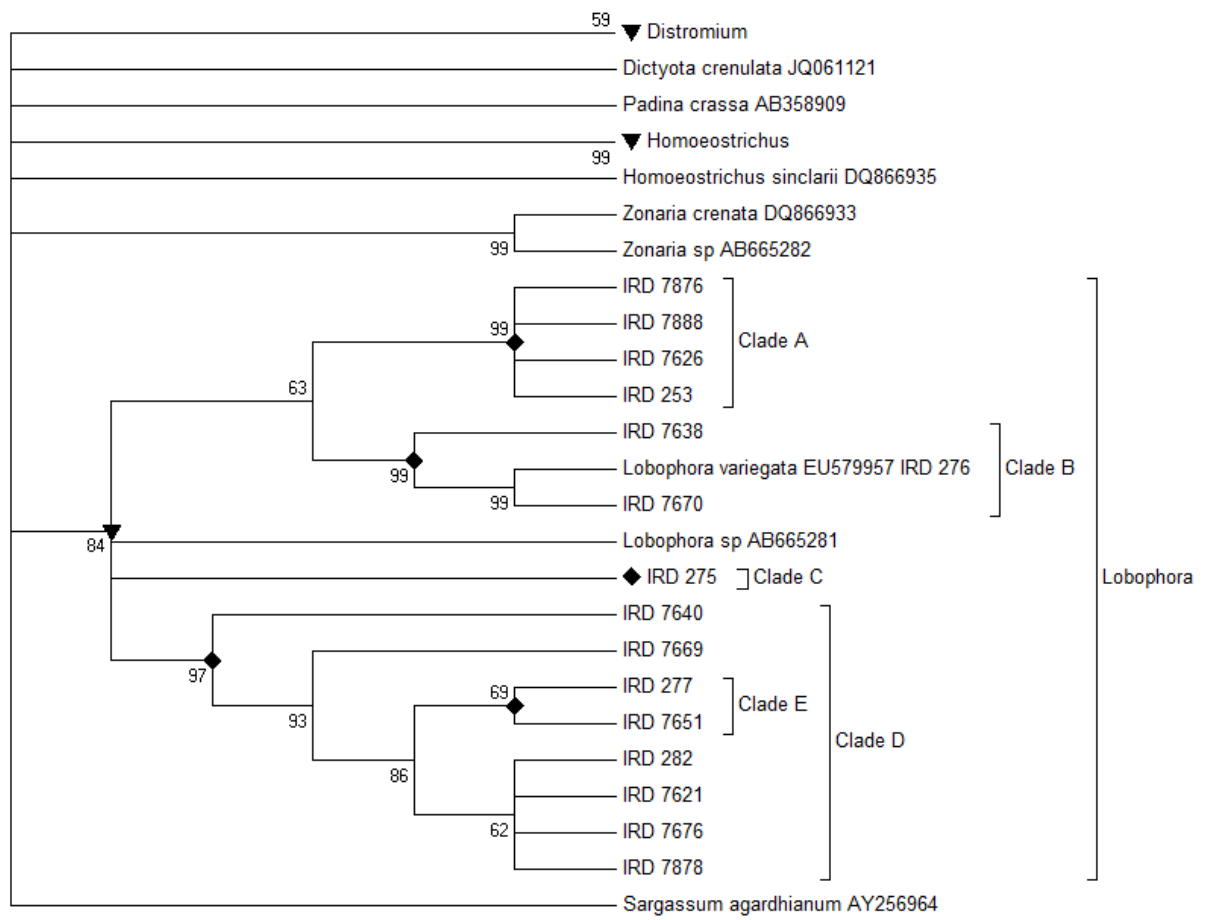 59
Distromium
Dictyota crenulata JQ061121
Padina crassa AB358909
Homoeostrichus
99
Homoeostrichus sinclarii DQ866935
Zonaria crenata DQ866933
99
Zonaria sp AB665282
IRD 7876
IRD 7888
99
Clade A
IRD 7626
63
IRD 253
IRD 7638
Lobophora variegata EU579957 IRD 276
Clade B
99
99
IRD 7670
84
Lobophora sp AB665281
IRD 275
Clade C
Lobophora
IRD 7640
IRD 7669
97
IRD 277
69
Clade E
IRD 7651
93
Clade D
IRD 282
86
IRD 7621
IRD 7676
62
IRD 7878
Sargassum agardhianum AY256964